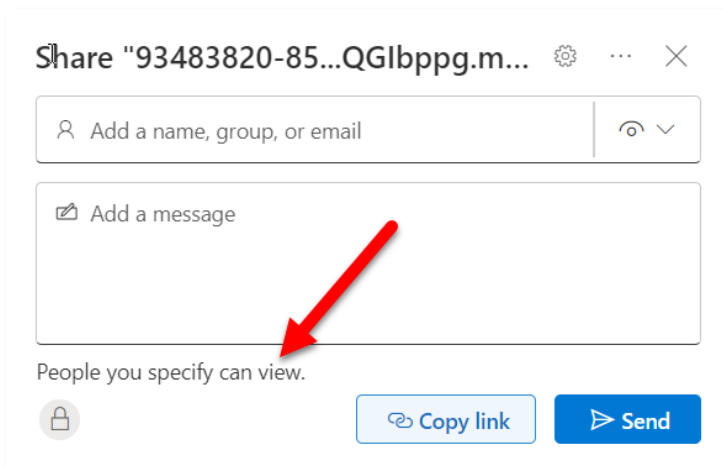 Share "93483820-85...QGIbppg.m...
Add a name, group, or email
Add a message
People you specify can view.
Copy link
Send